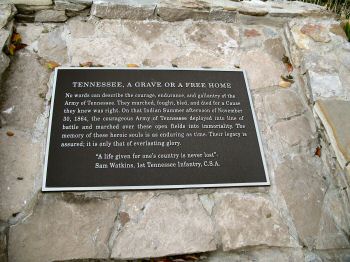 TENNESSEE, A GRAVE OR A FREE HOME
No words can describe the courage, endurance, and gallantry of the
Army of Tennessee. They marched, fought, bled, and died for a Cause
they knew was right. On that Indian Summer afternoon of November
30, 1864, the courageous Army of Tennessee deployed into line of
battle and marched over these open fields into immortality. The
memory of these heroic souls is as enduring as time. Their legacy is
assured; it is only that of everlasting glory.
"A life given for one's country is never lost"-
Sam Watkins, 1st Tennessee Infantry, C.S.A.